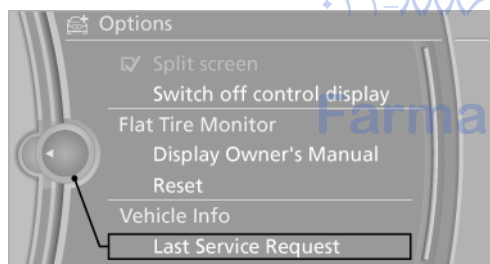 Options
Split screen
Switch off control display
Flat Tire Monitor
Display Owner's Manual
Reset
Vehicle Info
Last Service Request
Farma